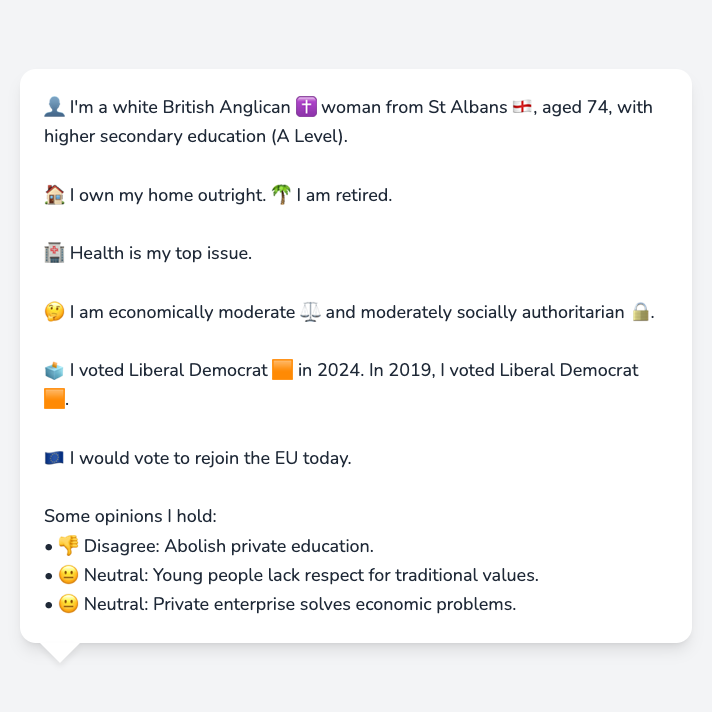 👤 I'm a white British Anglican ✝️ woman from St Albans 🏴󠁧󠁢󠁥󠁮󠁧󠁿, aged 74, with
higher secondary education (A Level).
🏠 I own my home outright. 🌴 I am retired.
🏥 Health is my top issue.
🤔 I am economically moderate ⚖️ and moderately socially authoritarian 🔒.
🗳️ I voted Liberal Democrat 🟧 in 2024. In 2019, I voted Liberal Democrat
🟧.
🇪🇺 I would vote to rejoin the EU today.
Some opinions I hold:
• 👎 Disagree: Abolish private education.
• 😐 Neutral: Young people lack respect for traditional values.
• 😐 Neutral: Private enterprise solves economic problems.